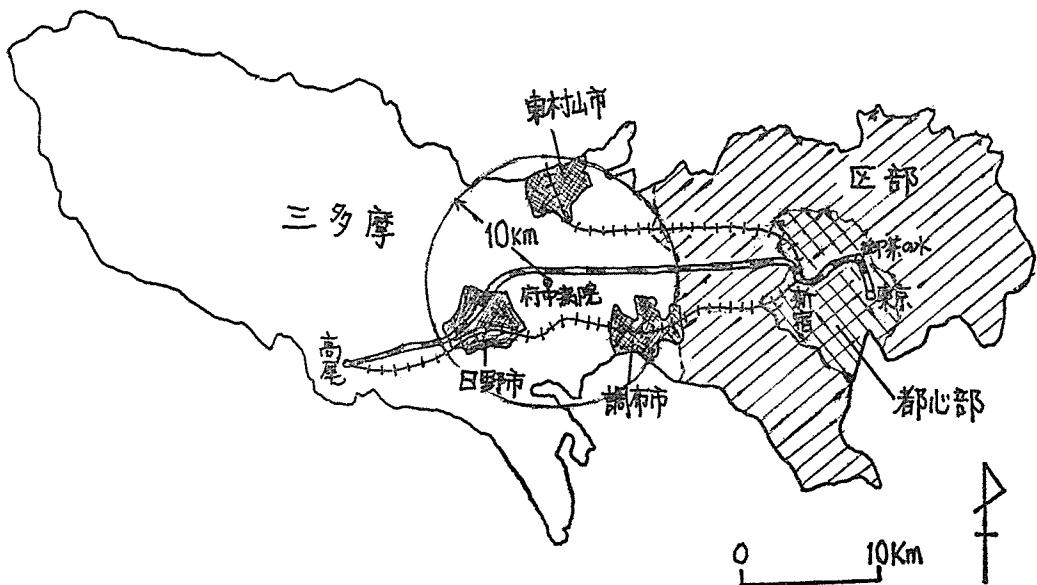 東村山市
区部
三多摩
10Km
御茶の水
府中病院
新宿
東京
高尾
日野市
調布市
都心部
0 10Km